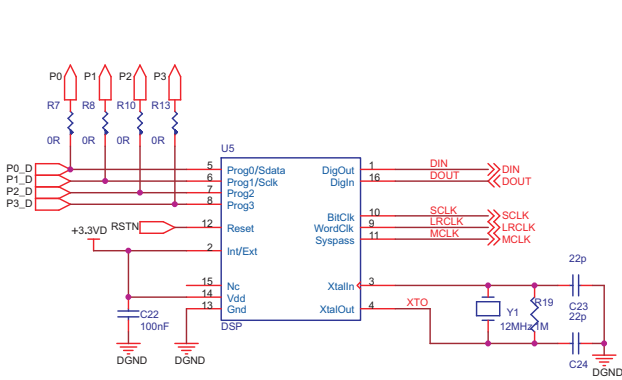 P0 P1 P2 P3
R7 R8 R10 R13
0R 0R 0R 0R
U5
P0_D 5 Prog0/Sdata DigOut 1 DIN DIN
P1_D 6 Prog1/Sclk DigIn 16 DOUT DOUT
P2_D 7 Prog2
P3_D 8 Prog3
BitClk 10 SCLK SCLK
RSTN 12 Reset WordClk 9 LRCLK LRCLK
+3.3VD Syspass 11 MCLK MCLK
2 Int/Ext
22p
15 Nc XtalIn 3
14 Vdd
13 Gnd XtalOut 4 XTO
C22
100nF
DSP
Y1
12MHz
R19
1M
C23
22p
C24
DGND DGND DGND